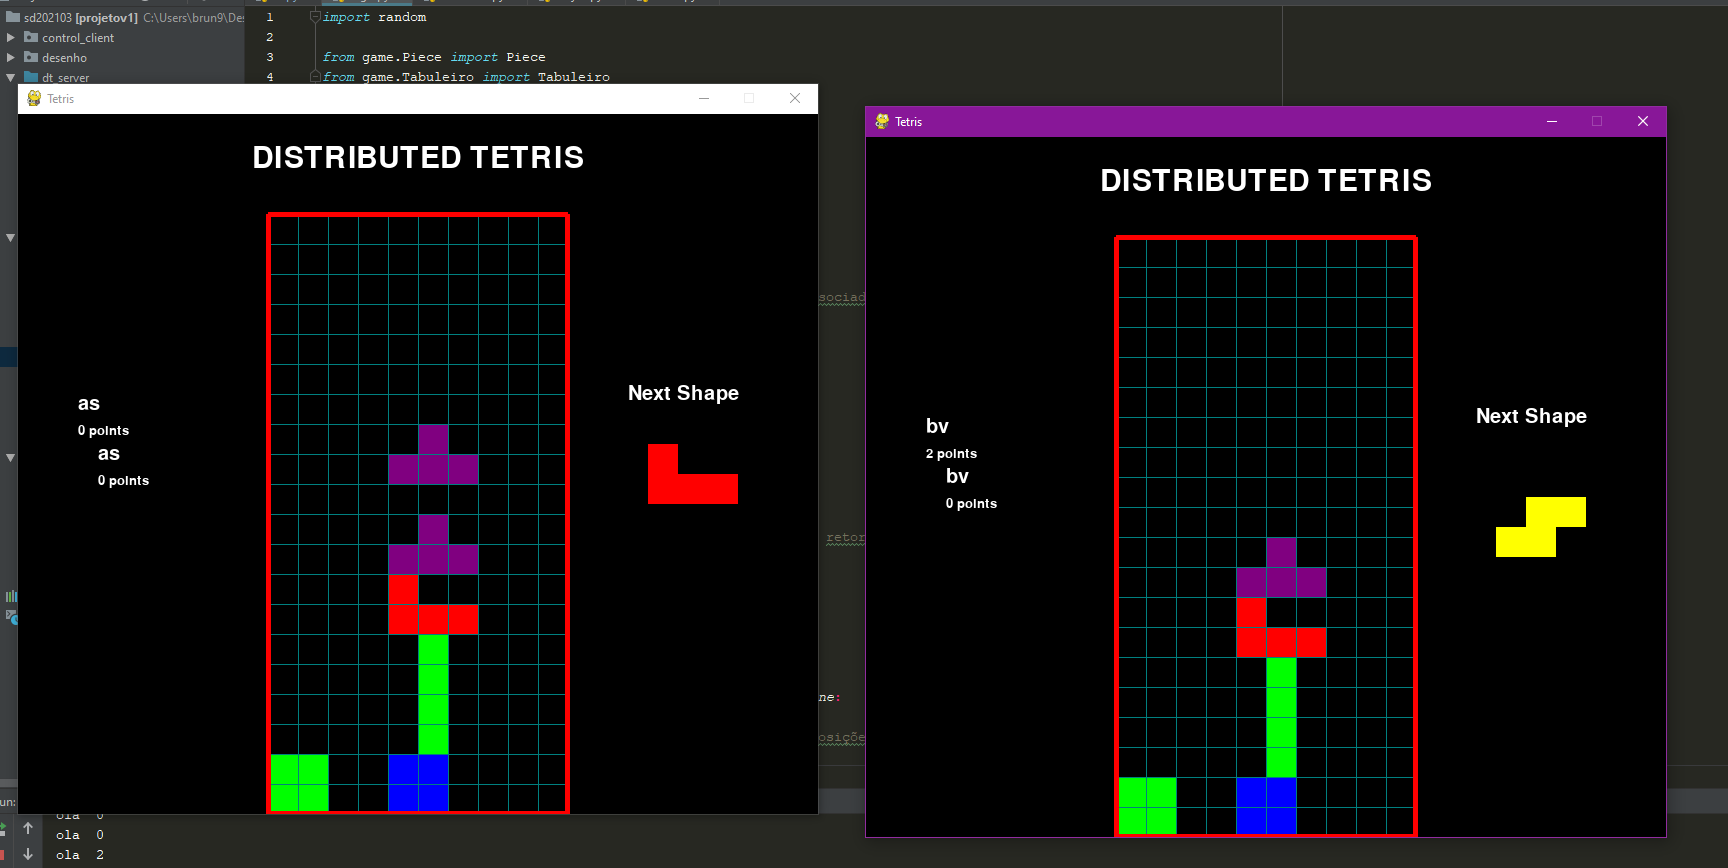 sd202103 [projetov1] C:\Users\brun9\De
control_client
desenho
dt_server
1 import random
2
3 from game.Piece import Piece
4 from game.Tabuleiro import Tabuleiro
Tetris
DISTRIBUTED TETRIS
as
0 points
as
0 points
Next Shape
sociad
retor
ne:
osiçõe
Tetris
DISTRIBUTED TETRIS
bv
2 points
bv
0 points
Next Shape
un:
ola 0
ola 0
ola 2